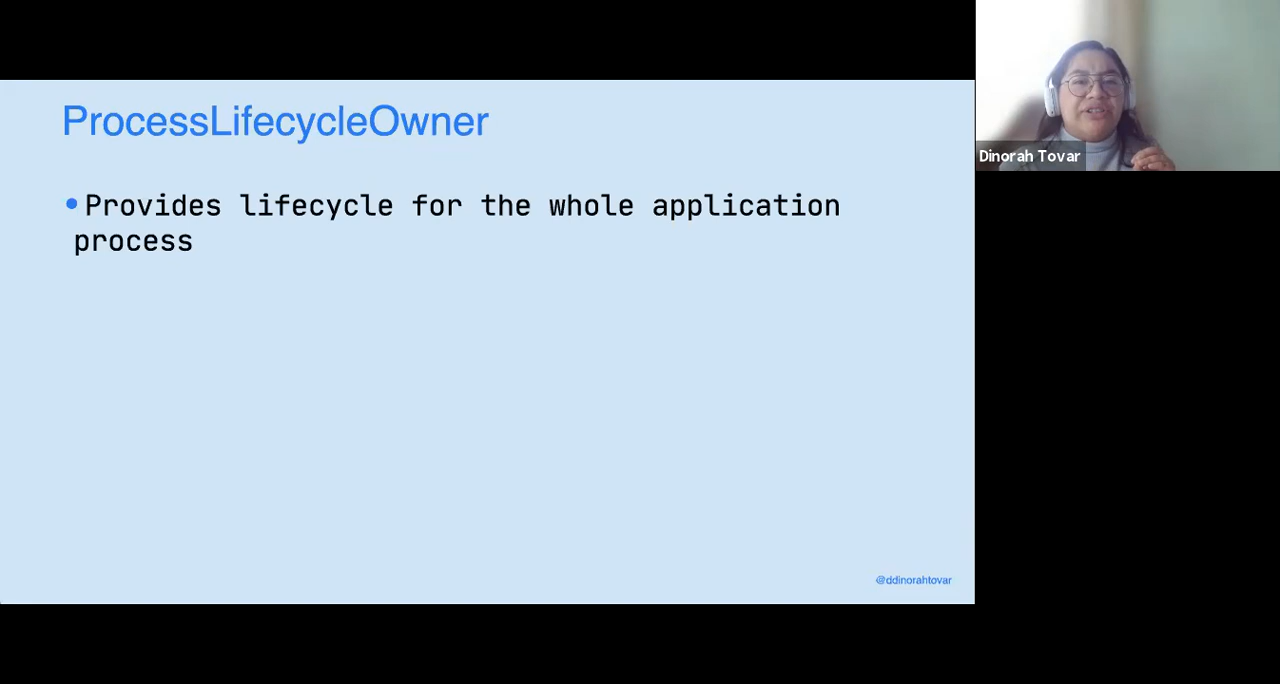 ProcessLifecycleOwner
•Provides lifecycle for the whole application
process
@ddinorahtovar
Dinorah Tovar